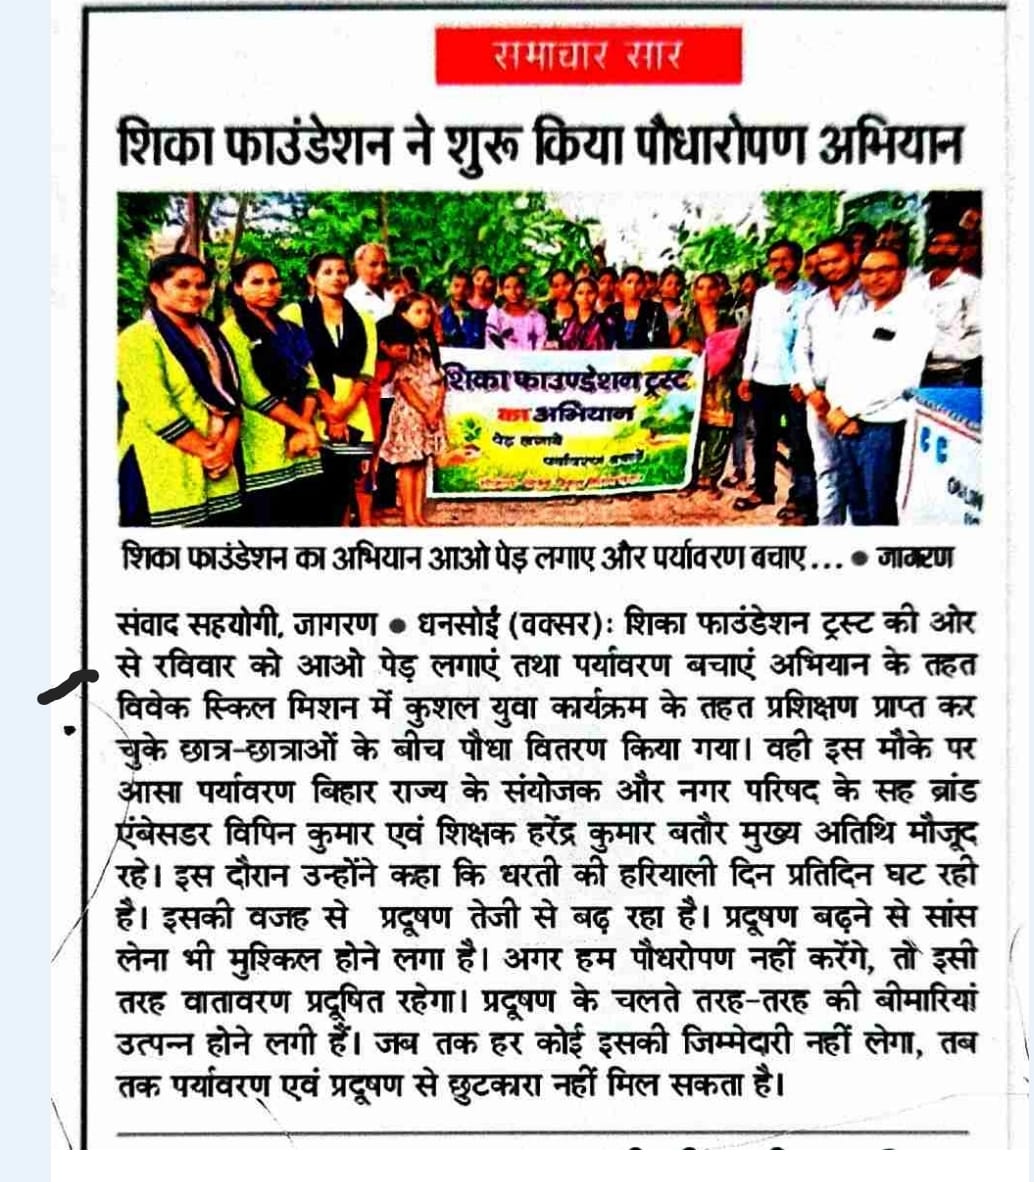 समाचार सार
शिका फाउंडेशन ने शुरू किया पौधारोपण अभियान
शिका फाउण्डेशन ट्रस्ट
का अभियान
पेड़ लगावें
पर्यावरण बचावें
शिका फाउंडेशन का अभियान आओ पेड़ लगाए और पर्यावरण बचाए... ● जागरण
संवाद सहयोगी, जागरण ● धनसोई (बक्सर): शिका फाउंडेशन ट्रस्ट की ओर
से रविवार को आओ पेड़ लगाएं तथा पर्यावरण बचाएं अभियान के तहत
विवेक स्किल मिशन में कुशल युवा कार्यक्रम के तहत प्रशिक्षण प्राप्त कर
चुके छात्र-छात्राओं के बीच पौधा वितरण किया गया। वही इस मौके पर
आसा पर्यावरण बिहार राज्य के संयोजक और नगर परिषद के सह ब्रांड
एंबेसडर विपिन कुमार एवं शिक्षक हरेंद्र कुमार बतौर मुख्य अतिथि मौजूद
रहे। इस दौरान उन्होंने कहा कि धरती की हरियाली दिन प्रतिदिन घट रही
है। इसकी वजह से प्रदूषण तेजी से बढ़ रहा है। प्रदूषण बढ़ने से सांस
लेना भी मुश्किल होने लगा है। अगर हम पौधरोपण नहीं करेंगे, तो इसी
तरह वातावरण प्रदूषित रहेगा। प्रदूषण के चलते तरह-तरह की बीमारियां
उत्पन्न होने लगी हैं। जब तक हर कोई इसकी जिम्मेदारी नहीं लेगा, तब
तक पर्यावरण एवं प्रदूषण से छुटकारा नहीं मिल सकता है।